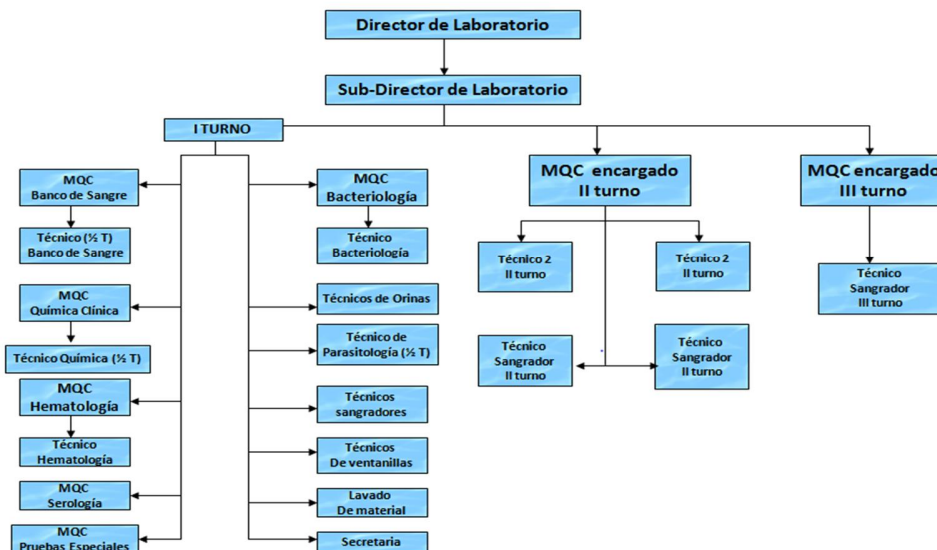 Director de Laboratorio
Sub-Director de Laboratorio
I TURNO
MQC
Banco de Sangre
Técnico (½ T)
Banco de Sangre
MQC
Química Clínica
Técnico Química (½ T)
MQC
Hematología
Técnico
Hematología
MQC
Serología
MQC
Pruebas Especiales
MQC
Bacteriología
Técnico
Bacteriología
Técnicos de Orinas
Técnico de
Parasitología (½ T)
Técnicos
sangradores
Técnicos
De ventanillas
Lavado
De material
Secretaria
MQC encargado
II turno
Técnico 2
II turno
Técnico 2
II turno
Técnico
Sangrador
II turno
Técnico
Sangrador
II turno
MQC encargado
III turno
Técnico
Sangrador
III turno